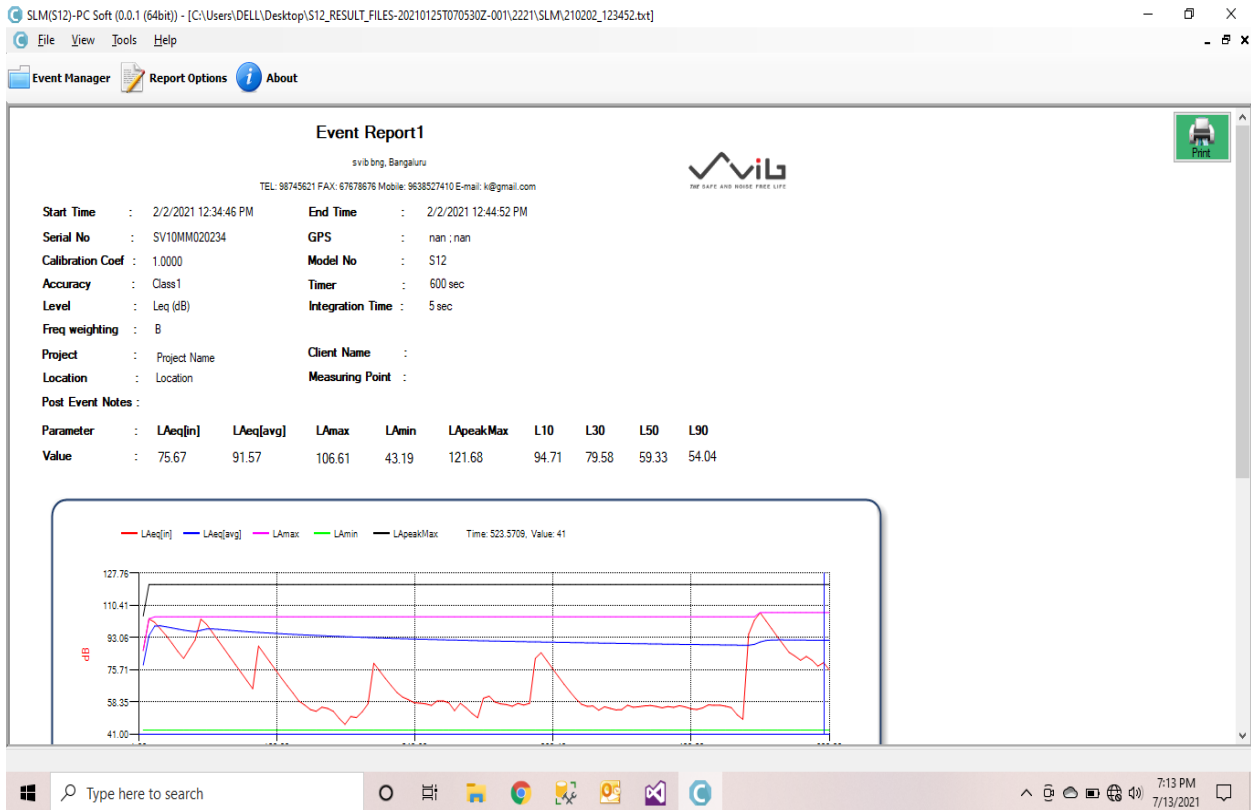 SLM(S12)-PC Soft (0.0.1 (64bit)) - [C:\Users\DELL\Desktop\S12_RESULT_FILES-20210125T070530Z-001\2221\SLM\210202_123452.txt]
File View Tools Help
Event Manager Report Options About
Event Report1
Print
svib bng, Bangaluru
TEL: 98745621 FAX: 67678676 Mobile: 9638527410 E-mail: k@gmail.com
vib
THE SAFE AND NOISE FREE LIFE
Start Time : 2/2/2021 12:34:46 PM End Time : 2/2/2021 12:44:52 PM
Serial No : SV10MM020234 GPS : nan ; nan
Calibration Coef : 1.0000 Model No : S12
Accuracy : Class1 Timer : 600 sec
Level : Leq (dB) Integration Time : 5 sec
Freq weighting : B
Project : Project Name Client Name :
Location : Location Measuring Point :
Post Event Notes :
Parameter : LAeq[in] LAeq[avg] LAmax LAmin LApeakMax L10 L30 L50 L90
Value : 75.67 91.57 106.61 43.19 121.68 94.71 79.58 59.33 54.04
LAeq[in] LAeq[avg] LAmax LAmin LApeakMax Time: 523.5709, Value: 41
127.76
110.41
93.06
dB
75.71
58.35
41.00
Type here to search
7:13 PM
7/13/2021